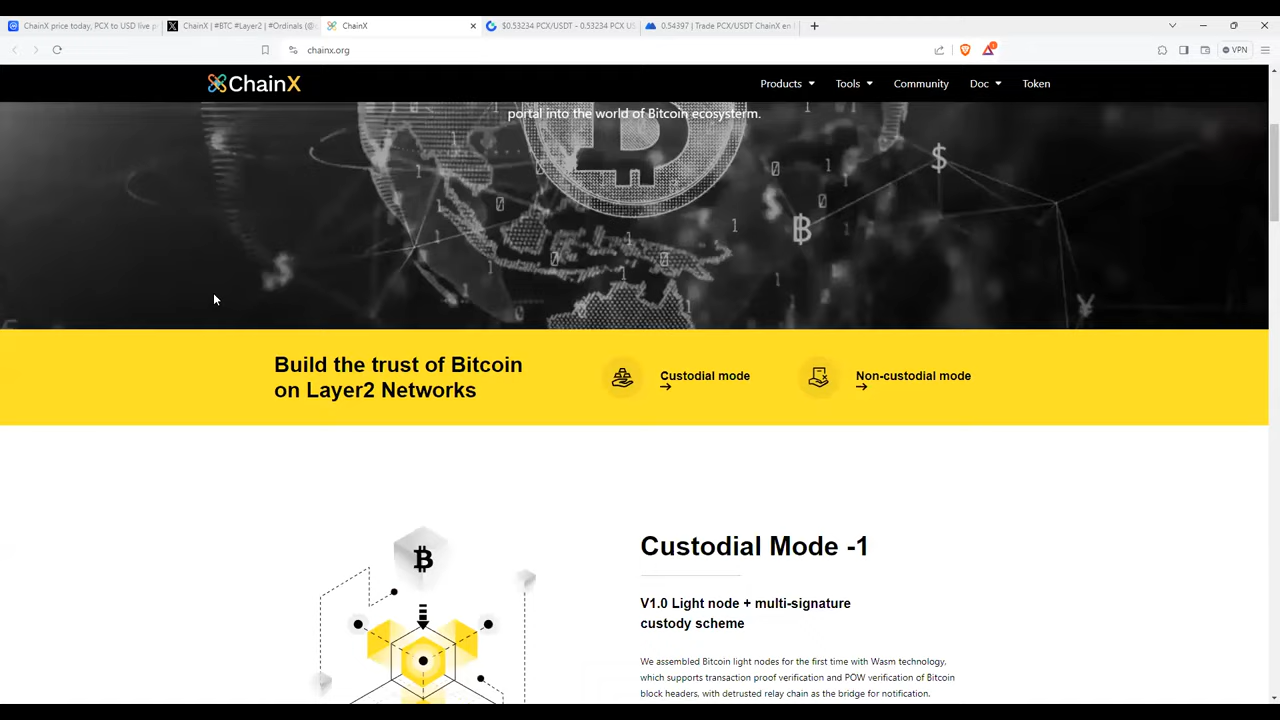 ChainX price today, PCX to USD live p
ChainX | #BTC #Layer2 | #Ordinals (@c
ChainX
$0.53234 PCX/USDT - 0.53234 PCX US
0.54397 | Trade PCX/USDT ChainX en
chainx.org
VPN
ChainX
Products
Tools
Community
Doc
Token
portal into the world of Bitcoin ecosysterm.
Build the trust of Bitcoin
on Layer2 Networks
Custodial mode
Non-custodial mode
Custodial Mode -1
V1.0 Light node + multi-signature
custody scheme
We assembled Bitcoin light nodes for the first time with Wasm technology,
which supports transaction proof verification and POW verification of Bitcoin
block headers, with detrusted relay chain as the bridge for notification.